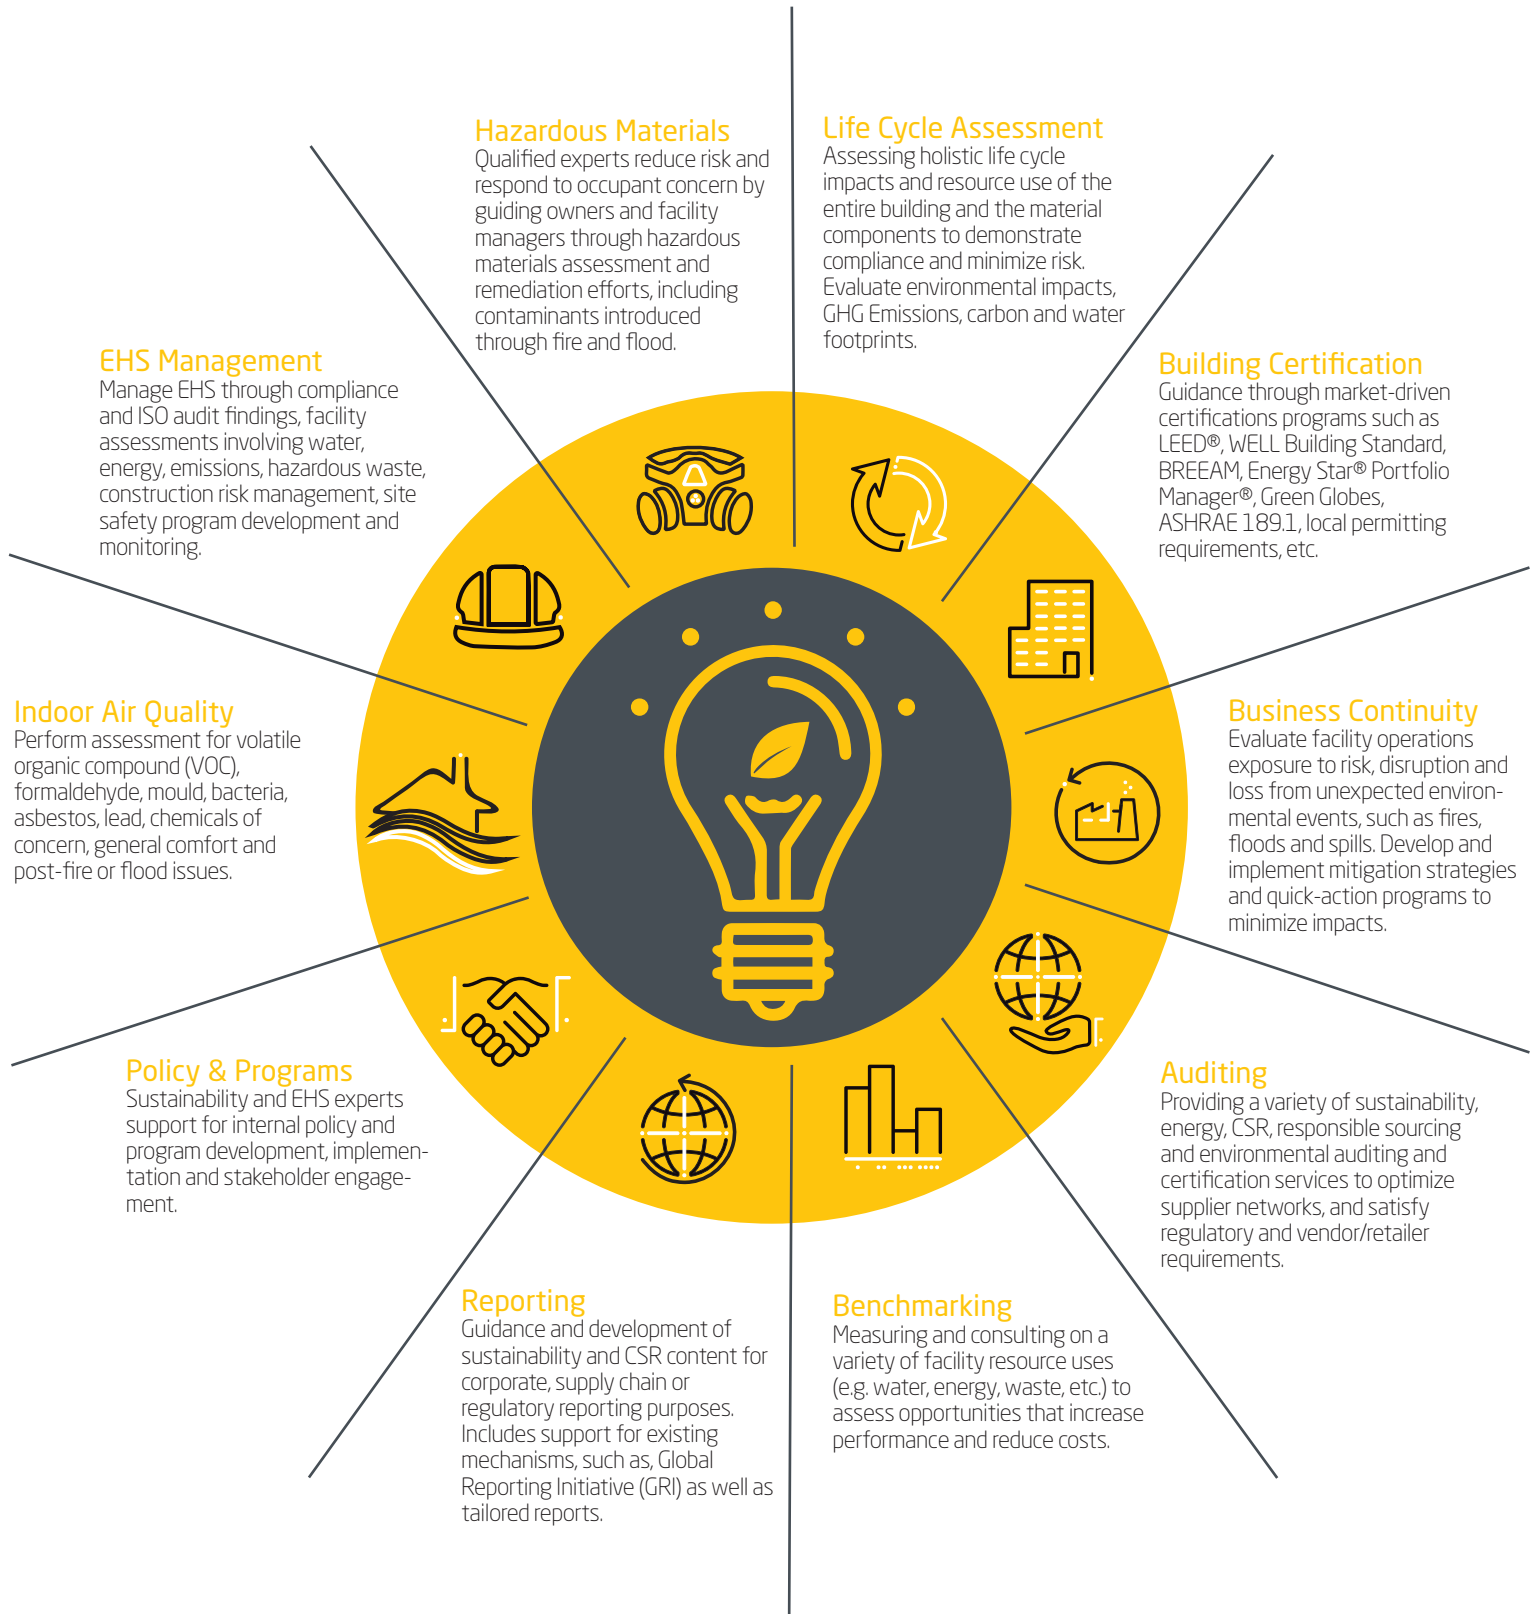 Hazardous Materials
Qualified experts reduce risk and
respond to occupant concern by
guiding owners and facility
managers through hazardous
materials assessment and
remediation efforts, including
contaminants introduced
through fire and flood.
Life Cycle Assessment
Assessing holistic life cycle
impacts and resource use of the
entire building and the material
components to demonstrate
compliance and minimize risk.
Evaluate environmental impacts,
GHG Emissions, carbon and water
footprints.
EHS Management
Manage EHS through compliance
and ISO audit findings, facility
assessments involving water,
energy, emissions, hazardous waste,
construction risk management, site
safety program development and
monitoring.
Building Certification
Guidance through market-driven
certifications programs such as
LEED®, WELL Building Standard,
BREEAM, Energy Star® Portfolio
Manager®, Green Globes,
ASHRAE 189.1, local permitting
requirements, etc.
Indoor Air Quality
Perform assessment for volatile
organic compound (VOC),
formaldehyde, mould, bacteria,
asbestos, lead, chemicals of
concern, general comfort and
post-fire or flood issues.
Business Continuity
Evaluate facility operations
exposure to risk, disruption and
loss from unexpected environ-
mental events, such as fires,
floods and spills. Develop and
implement mitigation strategies
and quick-action programs to
minimize impacts.
Policy & Programs
Sustainability and EHS experts
support for internal policy and
program development, implemen-
tation and stakeholder engage-
ment.
Auditing
Providing a variety of sustainability,
energy, CSR, responsible sourcing
and environmental auditing and
certification services to optimize
supplier networks, and satisfy
regulatory and vendor/retailer
requirements.
Reporting
Guidance and development of
sustainability and CSR content for
corporate, supply chain or
regulatory reporting purposes.
Includes support for existing
mechanisms, such as, Global
Reporting Initiative (GRI) as well as
tailored reports.
Benchmarking
Measuring and consulting on a
variety of facility resource uses
(e.g. water, energy, waste, etc.) to
assess opportunities that increase
performance and reduce costs.